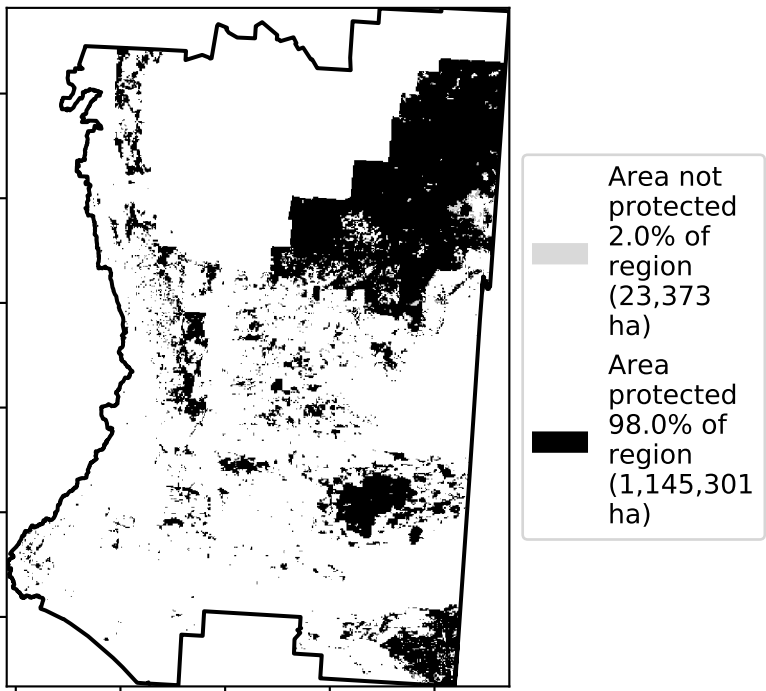 Area not
protected
2.0% of
region
(23,373
ha)
Area
protected
98.0% of
region
(1,145,301
ha)